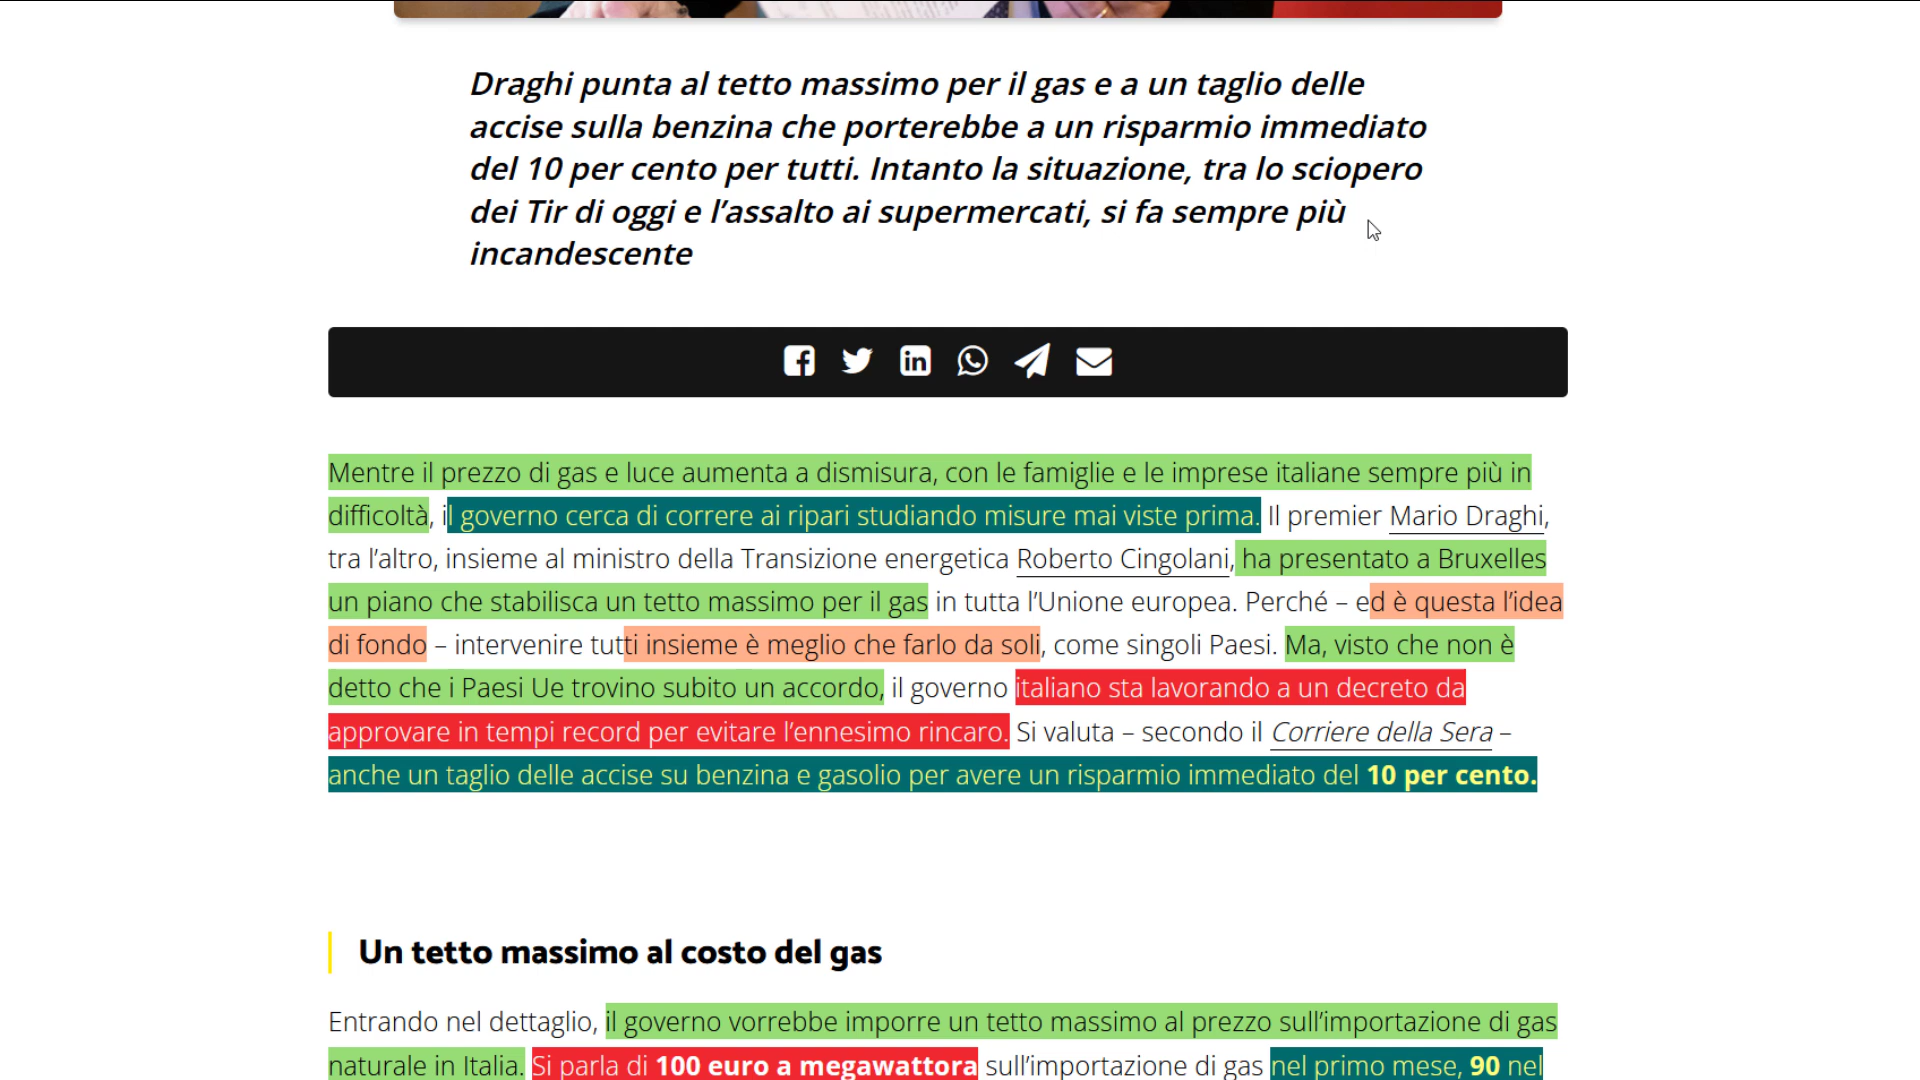 Draghi punta al tetto massimo per il gas e a un taglio delle
accise sulla benzina che porterebbe a un risparmio immediato
del 10 per cento per tutti. Intanto la situazione, tra lo sciopero
dei Tir di oggi e l’assalto ai supermercati, si fa sempre più
incandescente
Mentre il prezzo di gas e luce aumenta a dismisura, con le famiglie e le imprese italiane sempre più in
difficoltà, il governo cerca di correre ai ripari studiando misure mai viste prima. Il premier Mario Draghi,
tra l’altro, insieme al ministro della Transizione energetica Roberto Cingolani, ha presentato a Bruxelles
un piano che stabilisca un tetto massimo per il gas in tutta l’Unione europea. Perché – ed è questa l’idea
di fondo – intervenire tutti insieme è meglio che farlo da soli, come singoli Paesi. Ma, visto che non è
detto che i Paesi Ue trovino subito un accordo, il governo italiano sta lavorando a un decreto da
approvare in tempi record per evitare l’ennesimo rincaro. Si valuta – secondo il Corriere della Sera –
anche un taglio delle accise su benzina e gasolio per avere un risparmio immediato del 10 per cento.
Un tetto massimo al costo del gas
Entrando nel dettaglio, il governo vorrebbe imporre un tetto massimo al prezzo sull’importazione di gas
naturale in Italia. Si parla di 100 euro a megawattora sull’importazione di gas nel primo mese, 90 nel